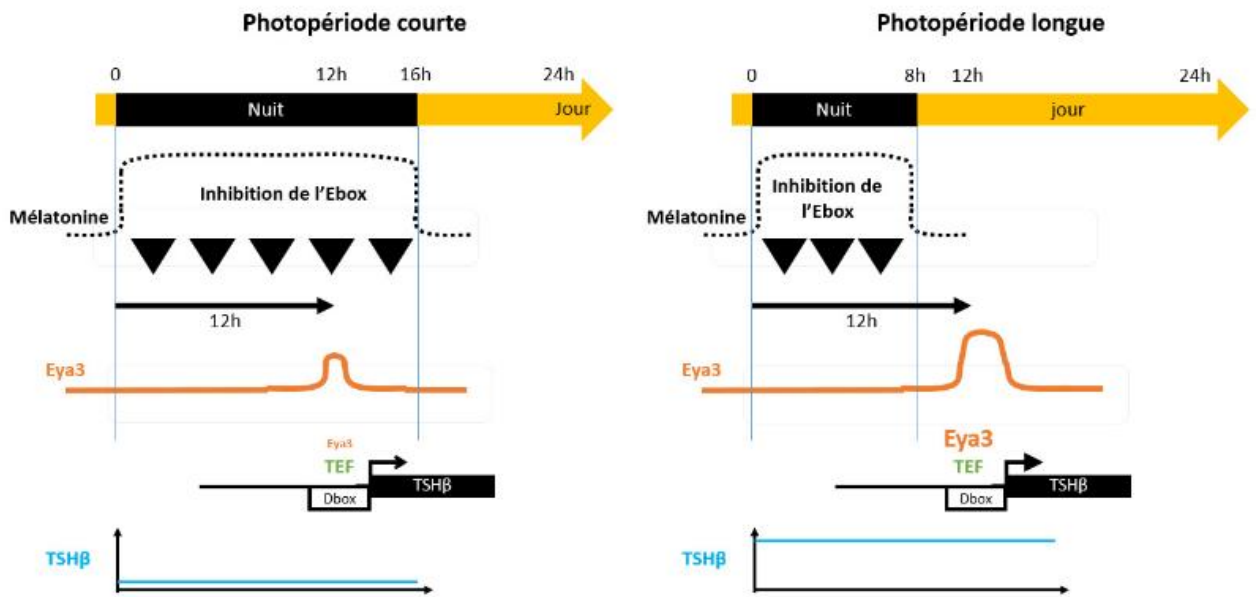 Photopériode courte
0 12h 16h 24h
Nuit Jour
Inhibition de l'Ebox
Mélatonine
12h
Eya3
Eya3
TEF
TSHβ
Dbox
TSHβ
Photopériode longue
0 8h 12h 24h
Nuit jour
Inhibition de
l'Ebox
Mélatonine
12h
Eya3
Eya3
TEF
TSHβ
Dbox
TSHβ